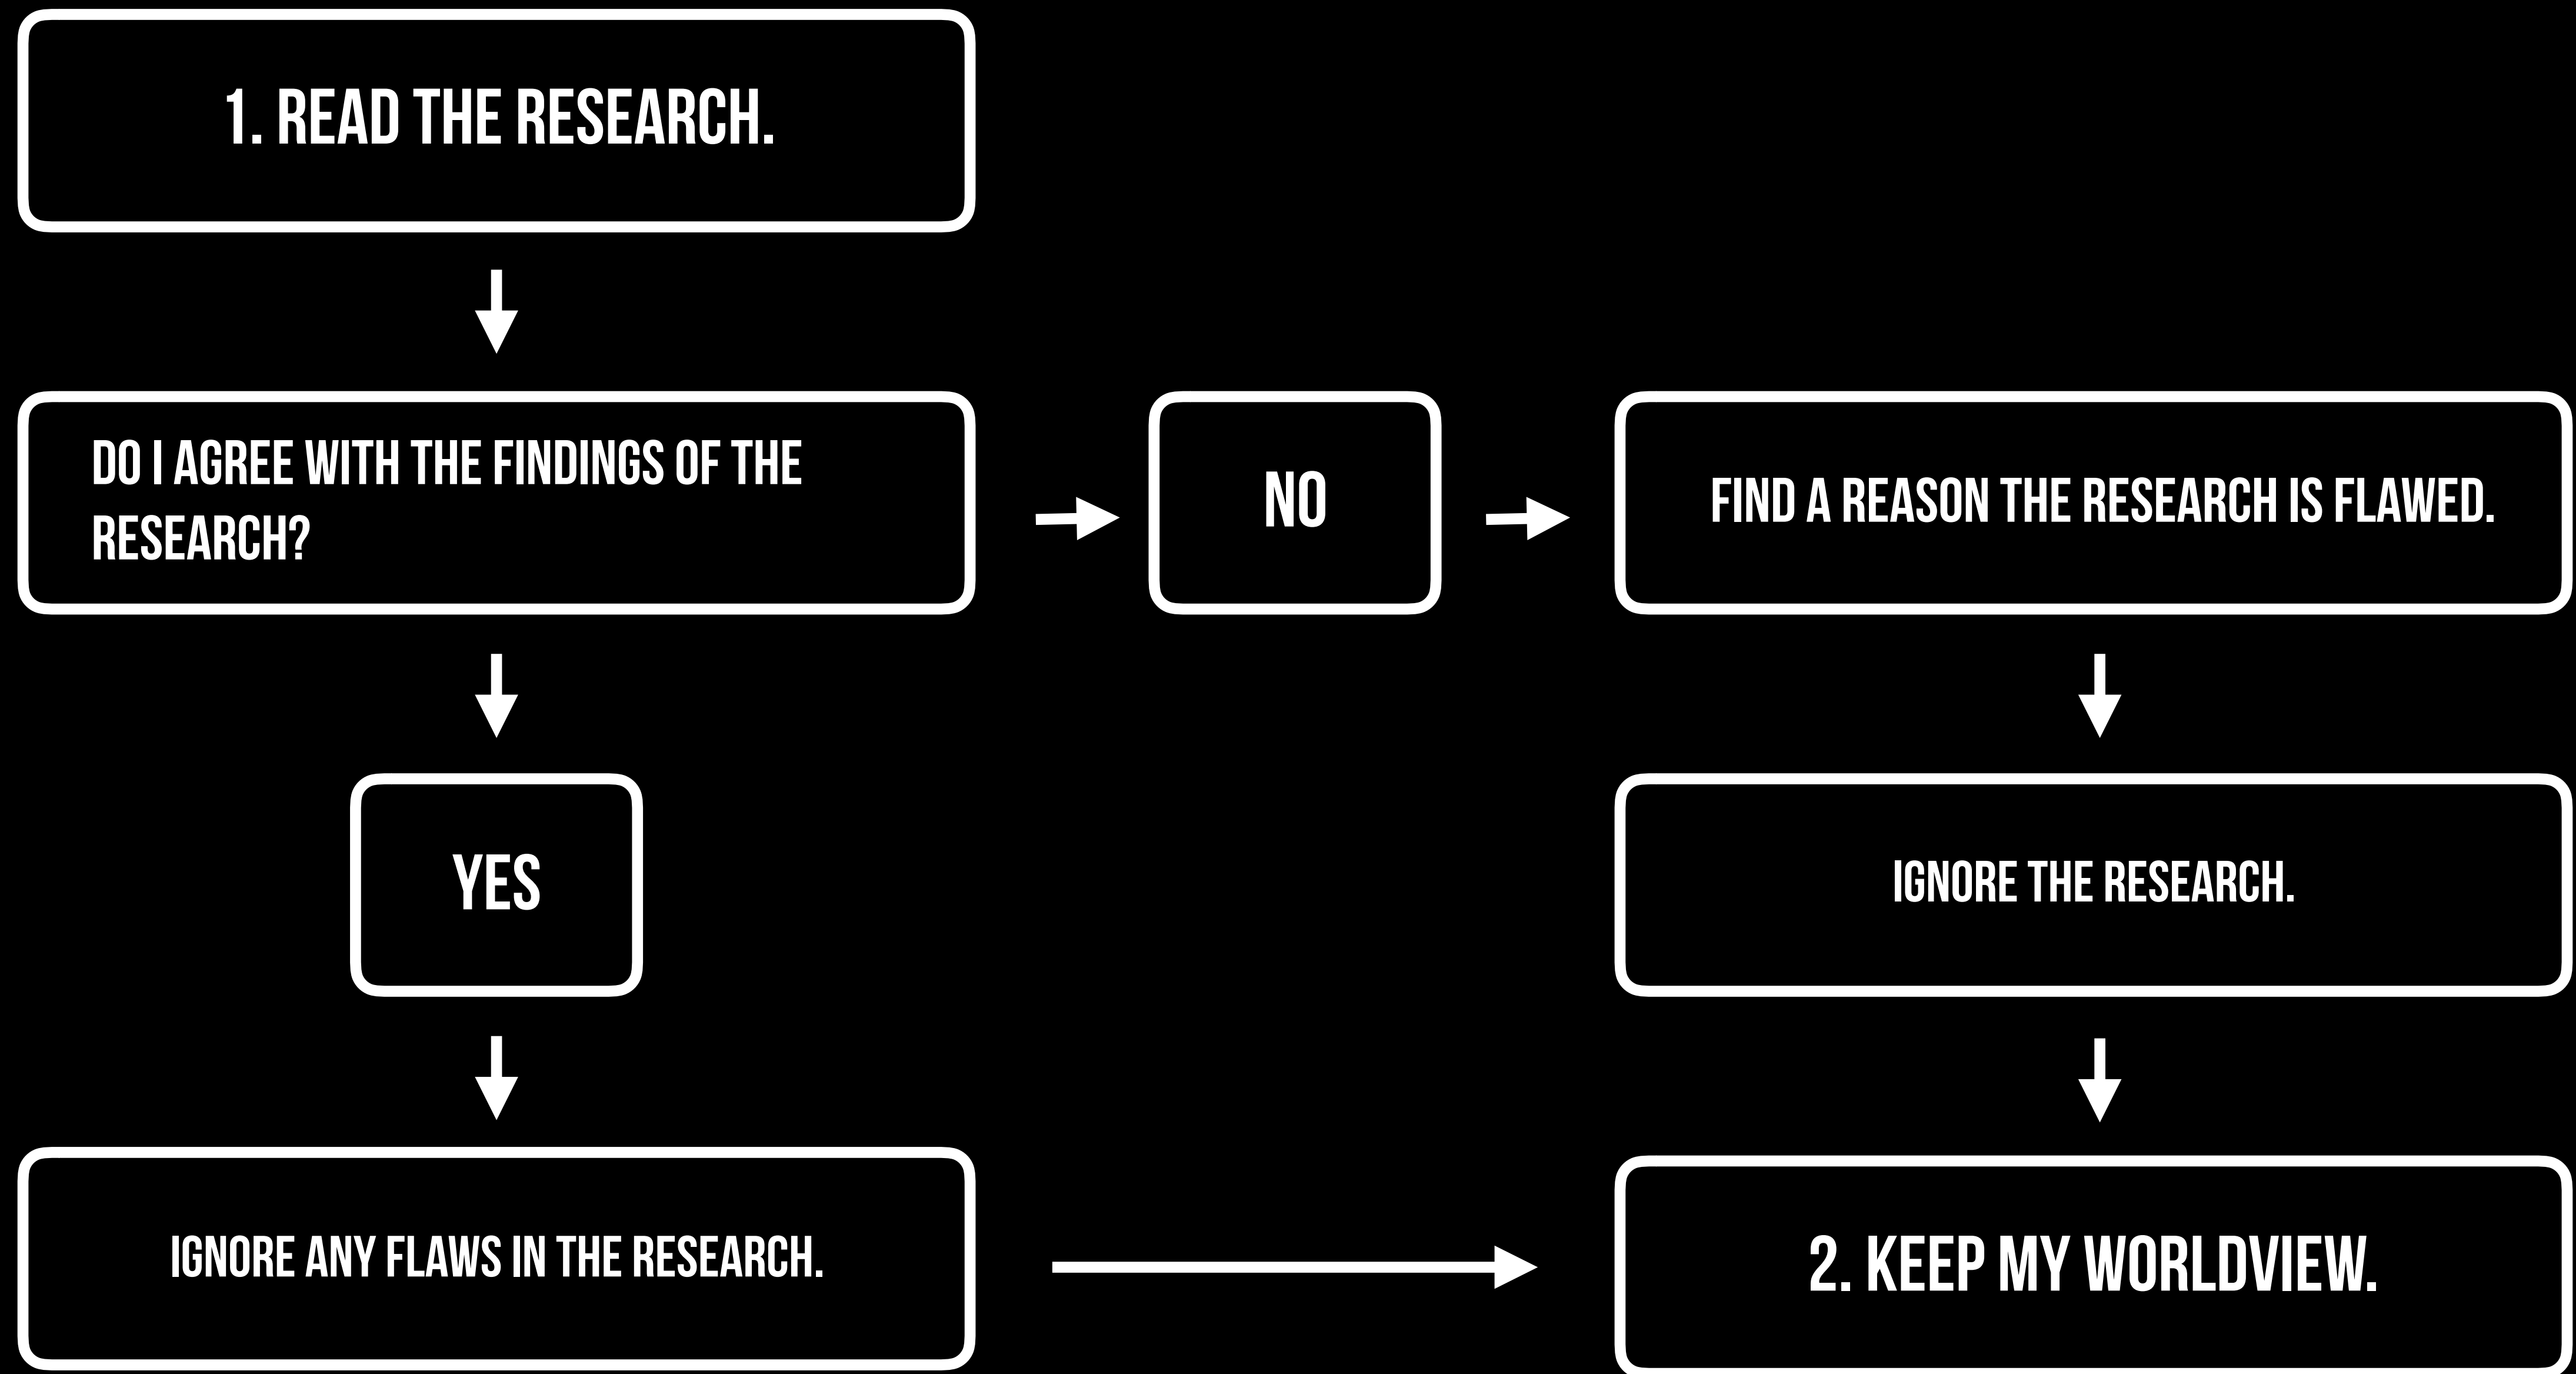 1. READ THE RESEARCH.
DO I AGREE WITH THE FINDINGS OF THE
RESEARCH?
NO
FIND A REASON THE RESEARCH IS FLAWED.
YES
IGNORE THE RESEARCH.
IGNORE ANY FLAWS IN THE RESEARCH.
2. KEEP MY WORLDVIEW.